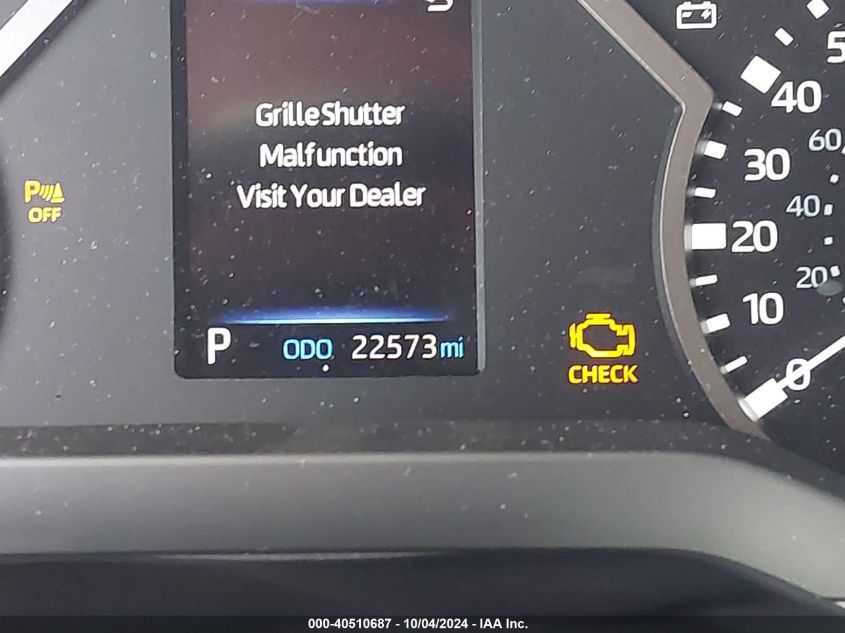 Grille Shutter
Malfunction
Visit Your Dealer
P OFF
P ODO 22573 mi
CHECK
5
40
60
30
40
20
20
10
0
000-40510687 - 10/04/2024 - IAA Inc.